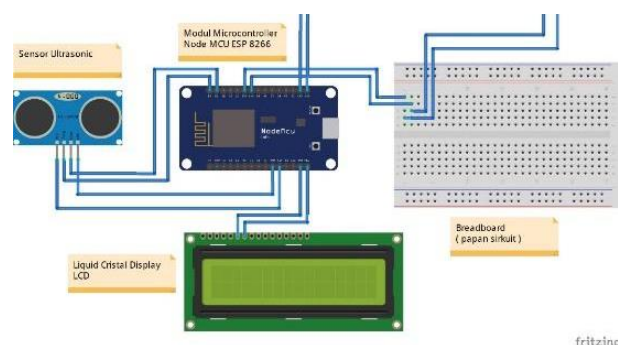 Sensor Ultrasonic
Modul Microcontroller
Node MCU ESP 8266
NodeMcu
Liquid Cristal Display
LCD
Breadboard
( papan sirkuit )
fritzing